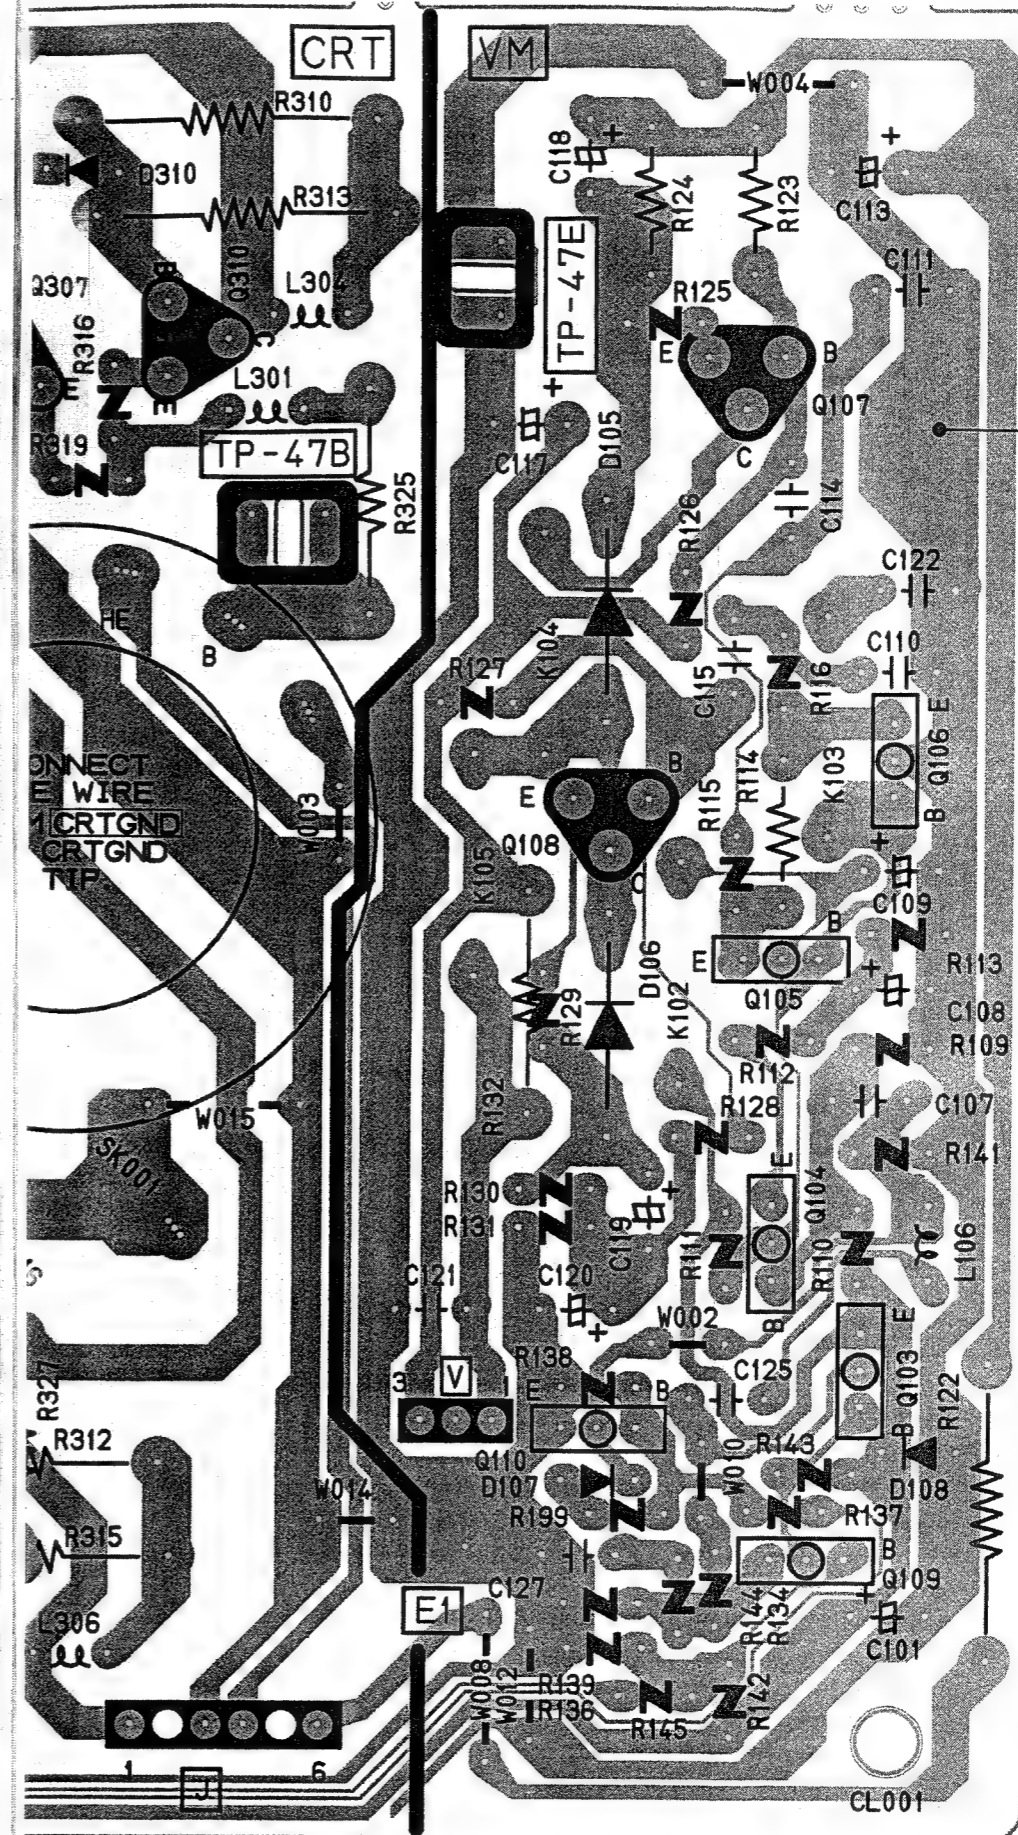 CRT
VM
W004
R310
C118
+
+
D310
R124
R123
R313
C113
TP-47E
B
Q310
C111
Q307
L304
R125
R316
C
E
B
L301
+
E
E
Q107
R319
TP-47B
C117
D105
C
R325
R126
C114
C122
HE
B
K104
C115
C110
R127
R116
E
Q106
ONNECT
E WIRE
1 CRTGND
CRTGND
TIP
W003
E
B
R115
R114
K103
B
Q108
K105
C
+
C109
B
E
D106
+
R113
Q105
R129
K102
C108
R109
R112
R132
R128
C107
W015
SK001
R141
E
R130
Q104
R131
C119
+
R111
R110
L106
C121
C120
+
W002
B
E
R327
R138
C125
3
V
E
B
Q103
R122
R312
Q110
R143
B
D107
W010
D108
W014
R199
R137
R315
B
Q109
C127
E1
R144
R134
+
C101
L306
R139
W008
W012
R136
R142
R145
1
J
6
CL001